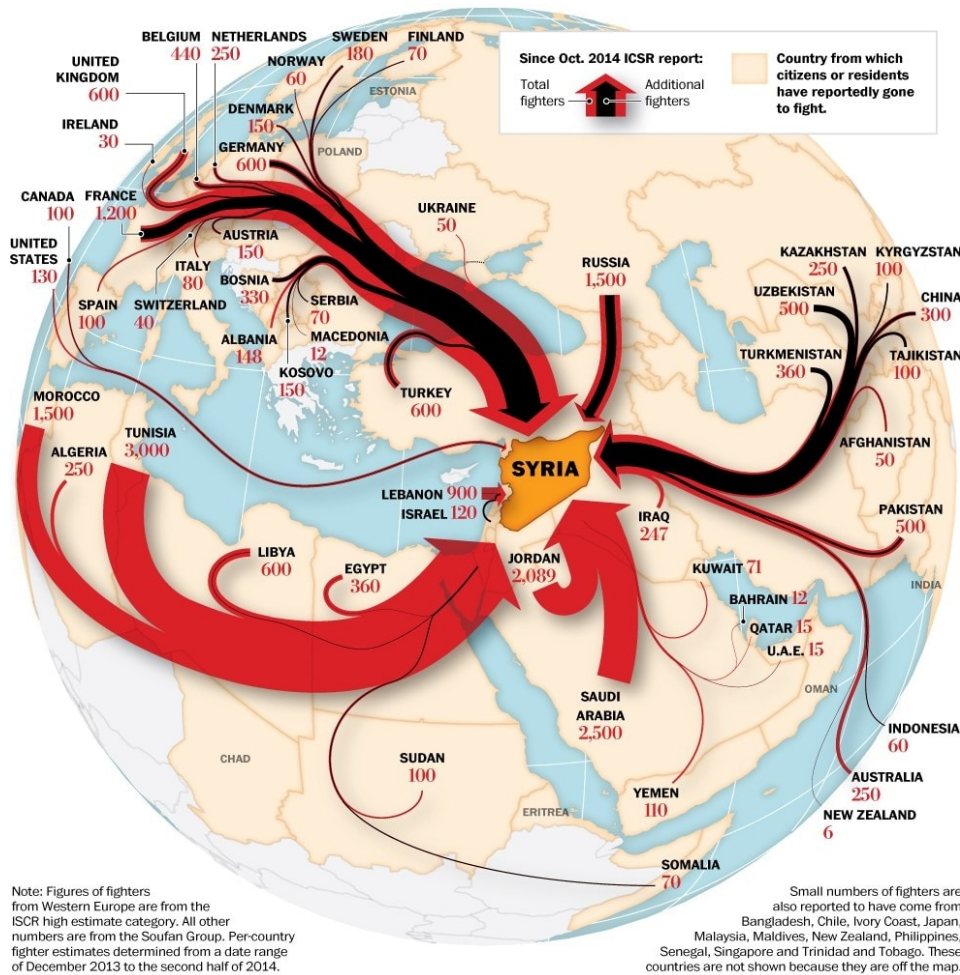 BELGIUM
440
NETHERLANDS
250
SWEDEN
180
FINLAND
70
NORWAY
60
UNITED
KINGDOM
600
IRELAND
30
DENMARK
150
GERMANY
600
ESTONIA
POLAND
Since Oct. 2014 ICSR report:
Total
fighters
Additional
fighters
Country from which
citizens or residents
have reportedly gone
to fight.
CANADA
100
FRANCE
1,200
UNITED
STATES
130
AUSTRIA
150
ITALY
80
SPAIN
100
SWITZERLAND
40
BOSNIA
330
SERBIA
70
ALBANIA
148
MACEDONIA
12
KOSOVO
150
UKRAINE
50
RUSSIA
1,500
KAZAKHSTAN
250
KYRGYZSTAN
100
UZBEKISTAN
500
CHINA
300
TURKMENISTAN
360
TAJIKISTAN
100
TURKEY
600
AFGHANISTAN
50
MOROCCO
1,500
ALGERIA
250
TUNISIA
3,000
SYRIA
LEBANON 900
ISRAEL 120
IRAQ
247
PAKISTAN
500
LIBYA
600
EGYPT
360
JORDAN
2,089
KUWAIT 71
BAHRAIN 12
QATAR 15
U.A.E. 15
INDIA
OMAN
SAUDI
ARABIA
2,500
CHAD
SUDAN
100
ERITREA
YEMEN
110
INDONESIA
60
AUSTRALIA
250
NEW ZEALAND
6
SOMALIA
70
Note: Figures of fighters
from Western Europe are from the
ISCR high estimate category. All other
numbers are from the Soufan Group. Per-country
fighter estimates determined from a date range
of December 2013 to the second half of 2014.
Small numbers of fighters are
also reported to have come from
Bangladesh, Chile, Ivory Coast, Japan,
Malaysia, Maldives, New Zealand, Philippines,
Senegal, Singapore and Trinidad and Tobago. These
countries are not shown because they are off the map.